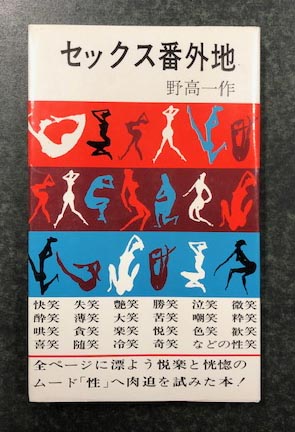 セックス番外地
野高一作
快笑 失笑 艶笑 勝笑 泣笑 微笑
酔笑 薄笑 大笑 苦笑 嘲笑 粋笑
哄笑 貪笑 楽笑 悦笑 色笑 歓笑
喜笑 随笑 冷笑 奇笑 などの性笑
全ページに漂よう悦楽と恍惚の
ムード「性」へ肉迫を試みた本!